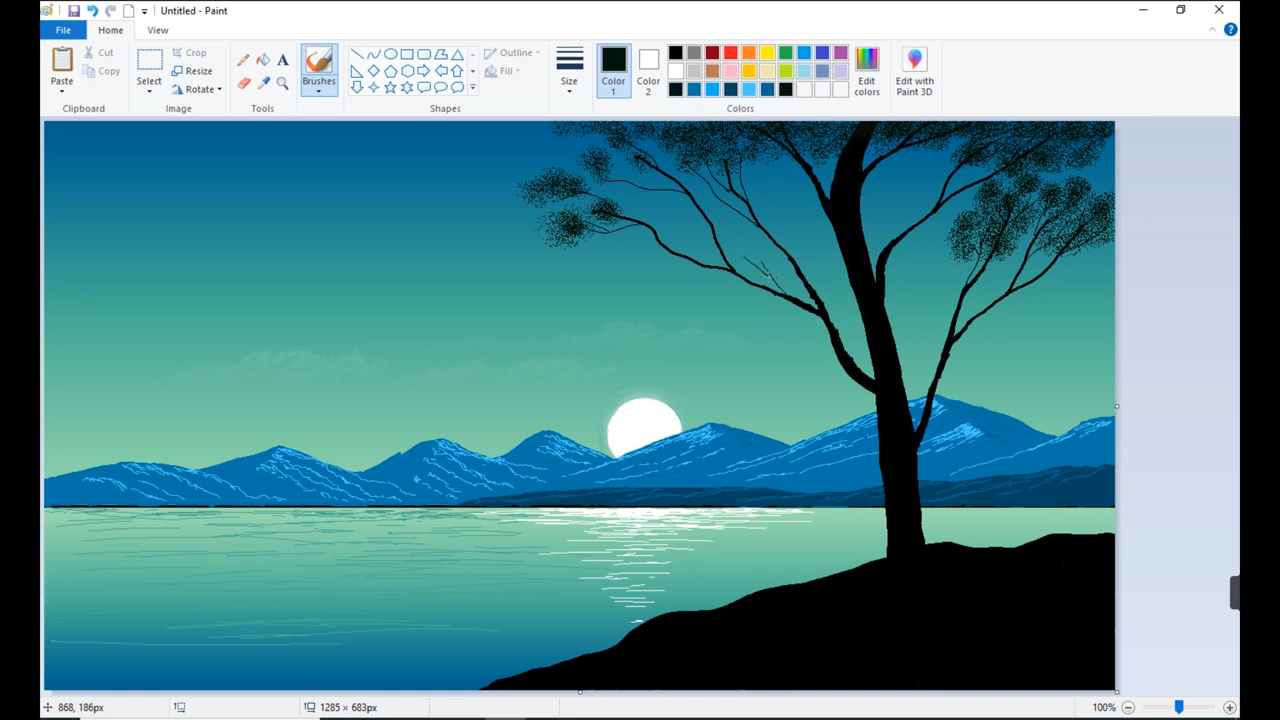 Untitled - Paint
File Home View
Paste
Cut
Copy
Clipboard
Select
Crop
Resize
Rotate
Image
A
Tools
Brushes
Outline
Fill
Shapes
Size
Color 1
Color 2
Edit colors
Edit with Paint 3D
Colors
868, 186px
1285 × 683px
100%